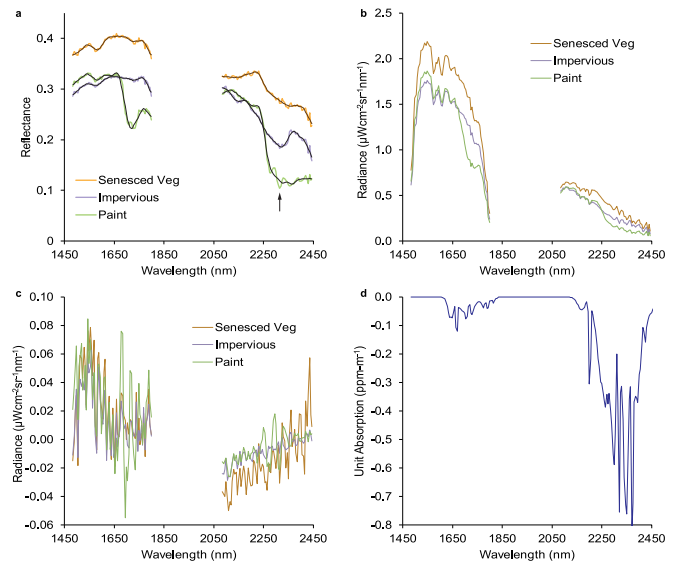 a
0,4
0.3
0.2
0.1
0
Reflectance
Senesced Veg
Impervious
Paint
1450 1650 1850 2050 2250 2450
Wavelength (nm)
b
2.5
2.0
1.5
1.0
0.5
0.0
Radiance (µWcm⁻²sr⁻¹nm⁻¹)
Senesced Veg
Impervious
Paint
1450 1650 1850 2050 2250 2450
Wavelength (nm)
c
0.10
0.08
0.06
0.04
0.02
0.00
-0.02
-0.04
-0.06
Radiance (µWcm⁻²sr⁻¹nm⁻¹)
Senesced Veg
Impervious
Paint
1450 1650 1850 2050 2250 2450
Wavelength (nm)
d
0.0
-0.1
-0.2
-0.3
-0.4
-0.5
-0.6
-0.7
-0.8
Unit Absorption (ppm-m⁻¹)
1450 1650 1850 2050 2250 2450
Wavelength (nm)